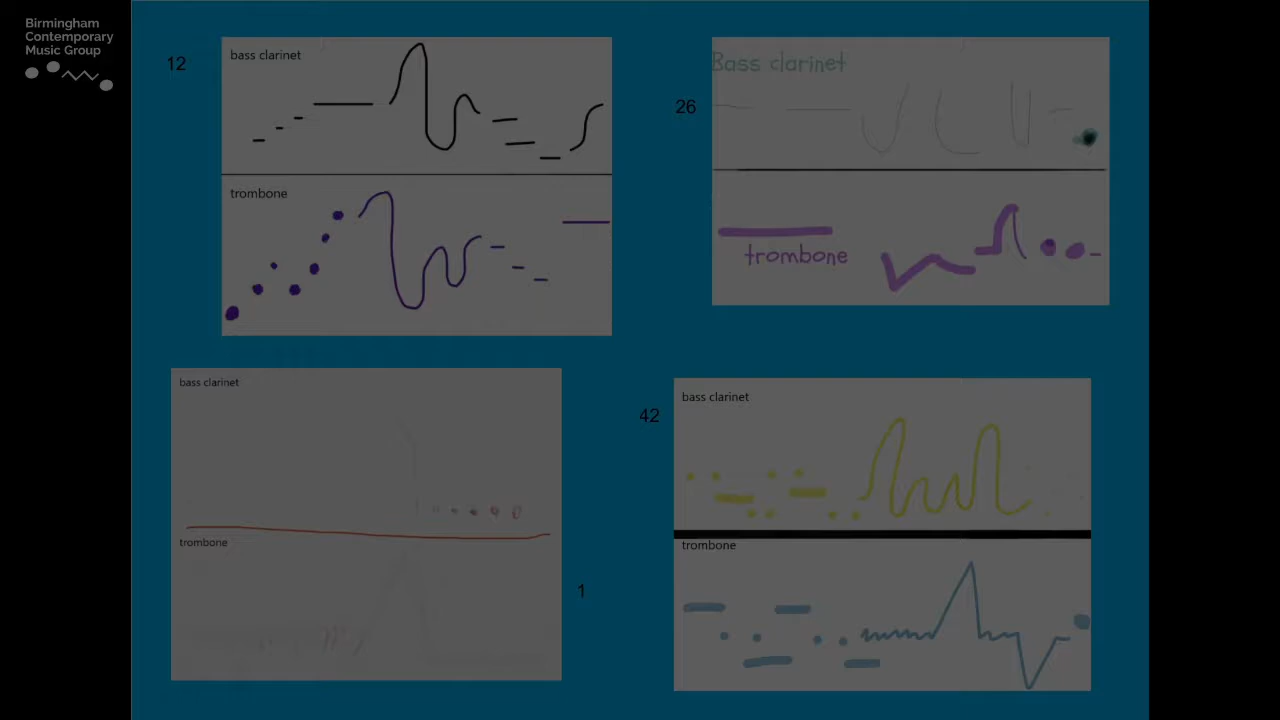 Birmingham
Contemporary
Music Group
12
bass clarinet
trombone
26
Bass clarinet
trombone
bass clarinet
trombone
1
42
bass clarinet
trombone